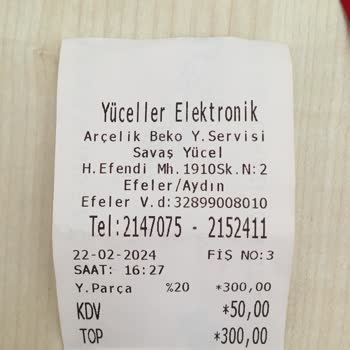 Yüceller Elektronik
Arçelik Beko Y.Servisi
Savaş Yücel
H.Efendi Mh.1910Sk.N:2
Efeler/Aydın
Efeler V.d:32899008010
Tel:2147075 - 2152411
22-02-2024 FİŞ NO:3
SAAT: 16:27
Y.Parça %20 *300,00
KDV *50,00
TOP *300,00